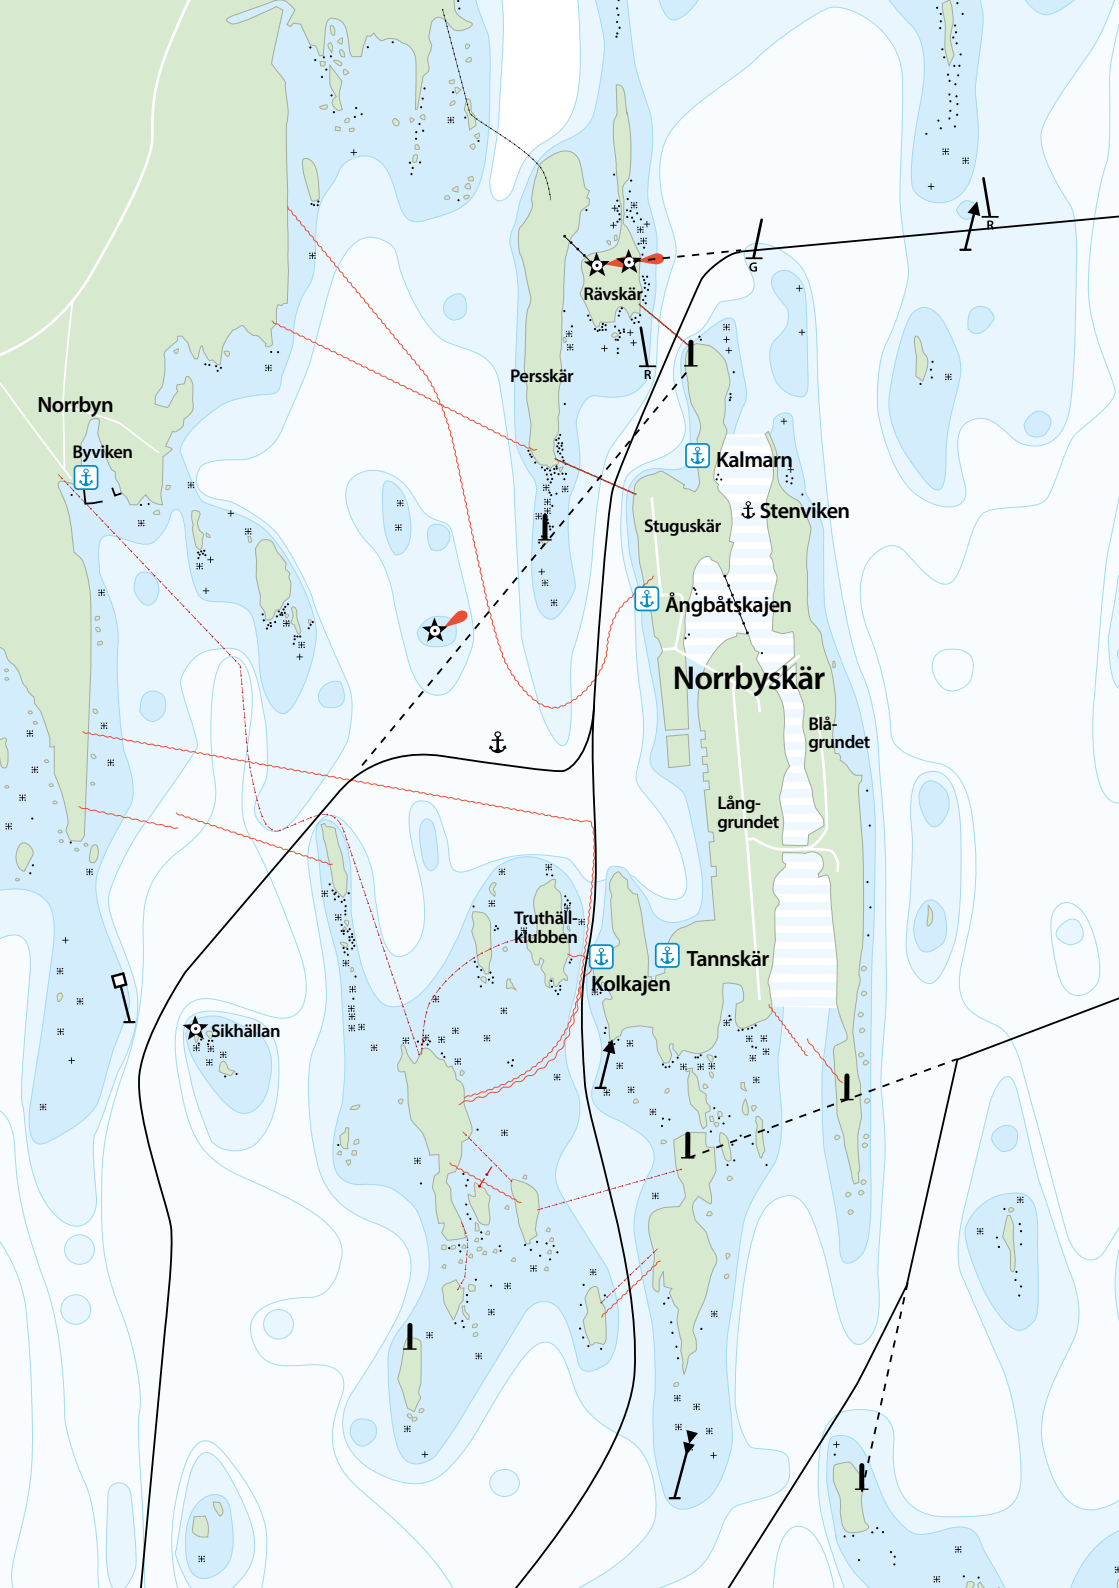 R
G
Rävskär
R
Persskär
Norrbyn
Byviken
Kalmarn
Stenviken
Stuguskär
Ångbåtskajen
Norrbyskär
Blå-
grundet
Lång-
grundet
Truthäll-
klubben
Tannskär
Kolkajen
Sikhällan